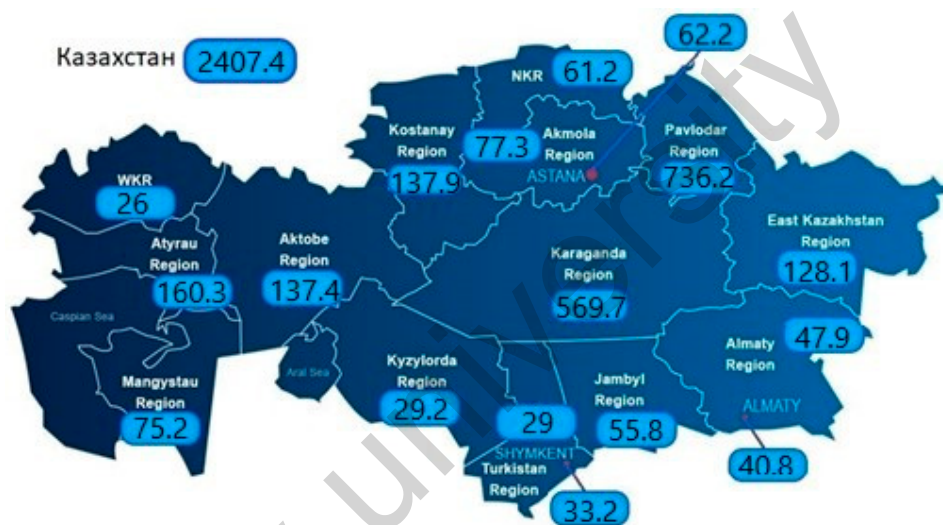 Казахстан 2407.4
62.2
NKR 61.2
Kostanay
Region
137.9
77.3
Akmola
Region
ASTANA
Pavlodar
Region
736.2
WKR
26
Atyrau
Region
160.3
Aktobe
Region
137.4
Karaganda
Region
569.7
East Kazakhstan
Region
128.1
Caspian Sea
Aral Sea
Mangystau
Region
75.2
Kyzylorda
Region
29.2
29
SHYMKENT
Turkistan
Region
33.2
Jambyl
Region
55.8
Almaty
Region
47.9
ALMATY
40.8
university